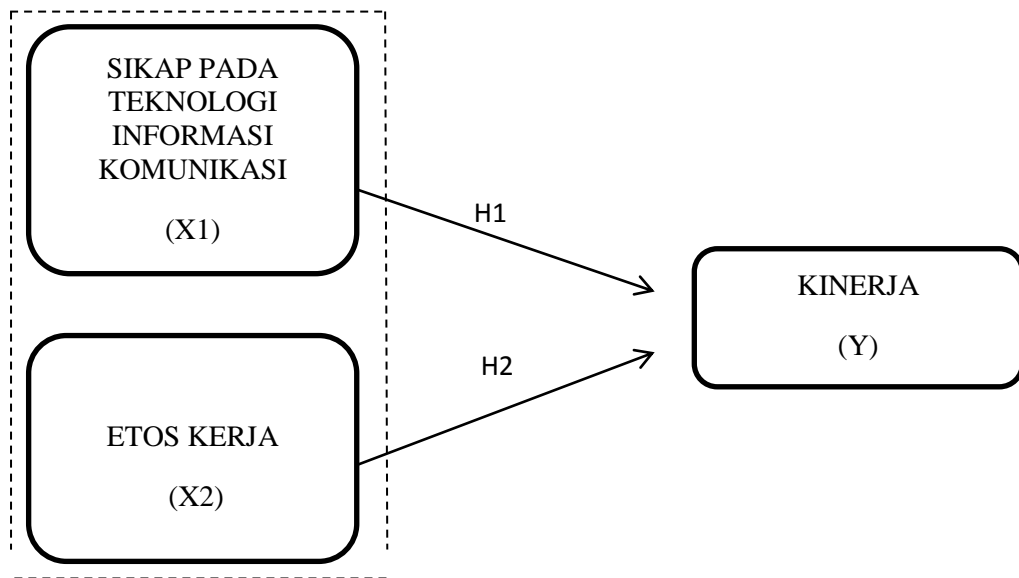 SIKAP PADA
TEKNOLOGI
INFORMASI
KOMUNIKASI
(X1)
H1
KINERJA
(Y)
H2
ETOS KERJA
(X2)